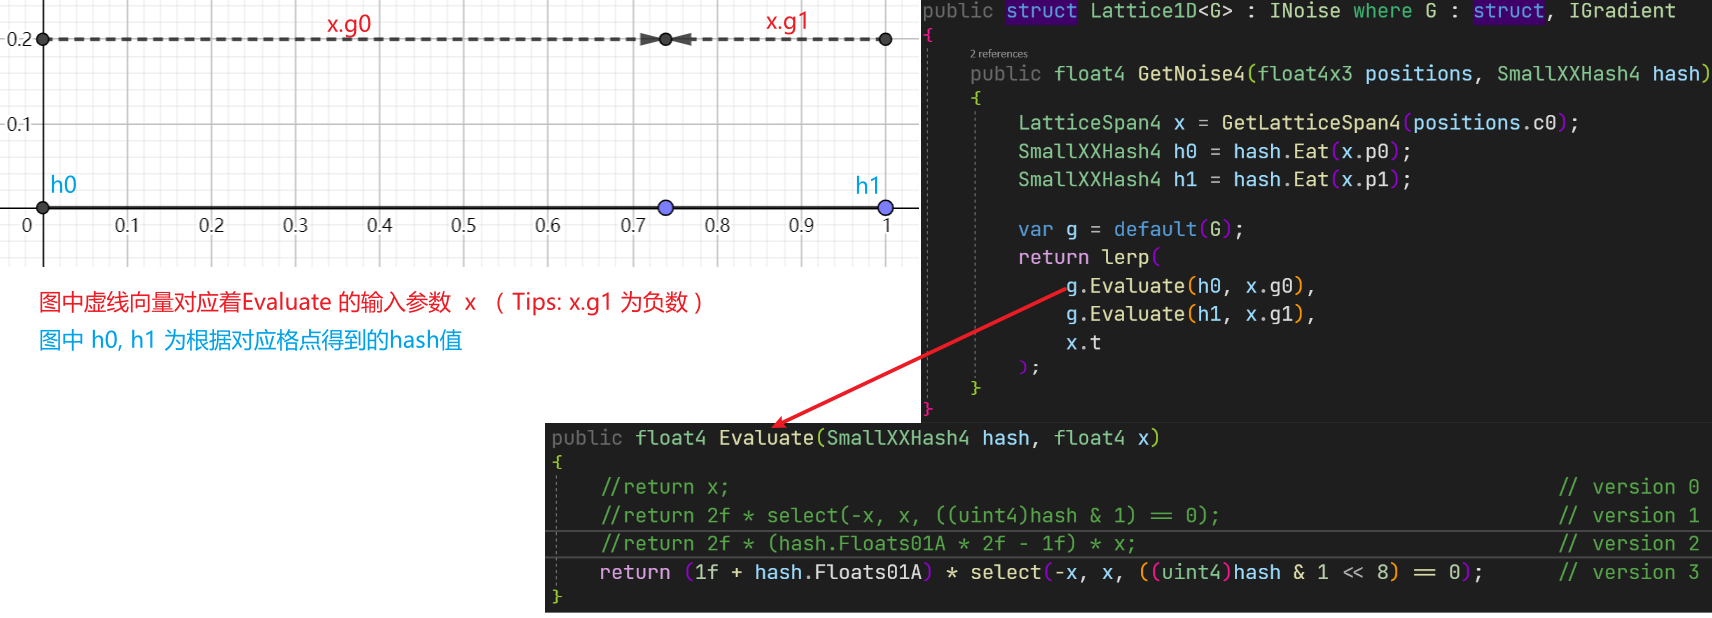 x.g0
x.g1
0.2
0.1
h0
h1
0 0.1 0.2 0.3 0.4 0.5 0.6 0.7 0.8 0.9 1
图中虚线向量对应着Evaluate 的输入参数 x （ Tips: x.g1 为负数 ）
图中 h0, h1 为根据对应格点得到的hash值
public struct Lattice1D<G> : INoise where G : struct, IGradient
{
2 references
public float4 GetNoise4(float4x3 positions, SmallXXHash4 hash)
{
LatticeSpan4 x = GetLatticeSpan4(positions.c0);
SmallXXHash4 h0 = hash.Eat(x.p0);
SmallXXHash4 h1 = hash.Eat(x.p1);
var g = default(G);
return lerp(
g.Evaluate(h0, x.g0),
g.Evaluate(h1, x.g1),
x.t
);
}
}
public float4 Evaluate(SmallXXHash4 hash, float4 x)
{
//return x; // version 0
//return 2f * select(-x, x, ((uint4)hash & 1) == 0); // version 1
//return 2f * (hash.Floats01A * 2f - 1f) * x; // version 2
return (1f + hash.Floats01A) * select(-x, x, ((uint4)hash & 1 << 8) == 0); // version 3
}